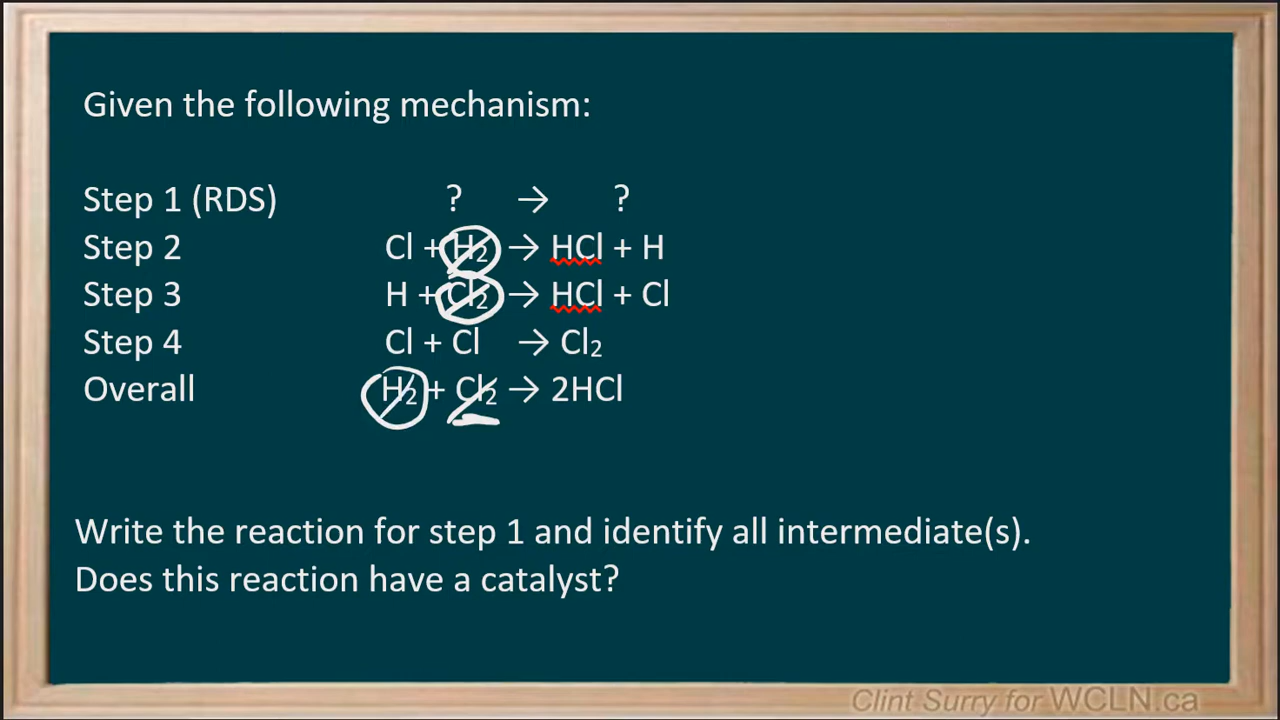 Given the following mechanism:
Step 1 (RDS) ? → ?
Step 2 Cl + H₂ → HCl + H
Step 3 H + Cl₂ → HCl + Cl
Step 4 Cl + Cl → Cl₂
Overall H₂ + Cl₂ → 2HCl
Write the reaction for step 1 and identify all intermediate(s).
Does this reaction have a catalyst?
Clint Surry for WCLN.ca